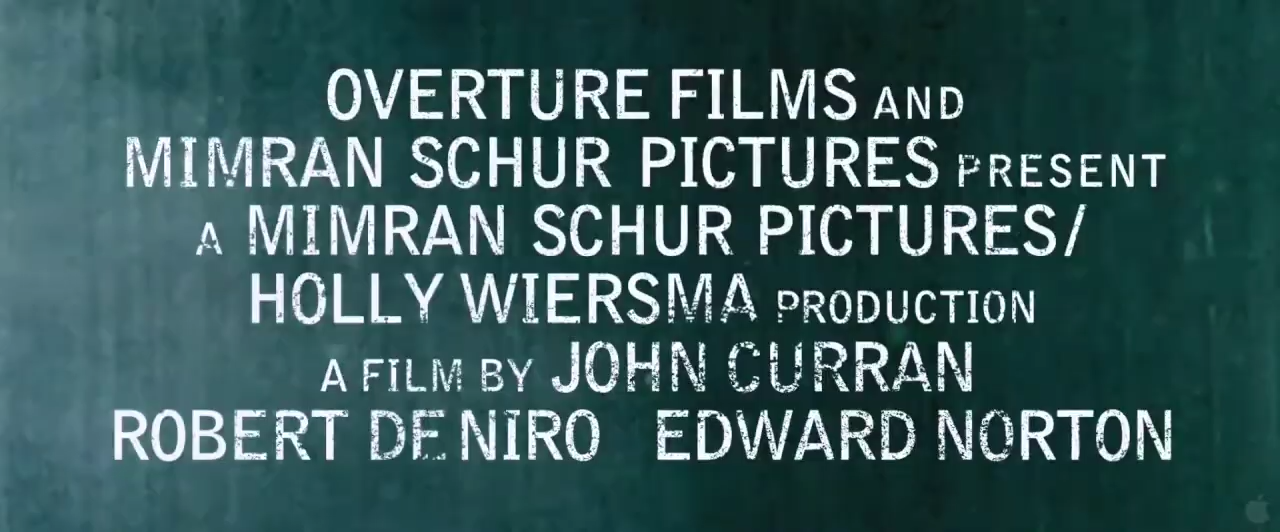 OVERTURE FILMS AND
MIMRAN SCHUR PICTURES PRESENT
A MIMRAN SCHUR PICTURES/
HOLLY WIERSMA PRODUCTION
A FILM BY JOHN CURRAN
ROBERT DE NIRO EDWARD NORTON